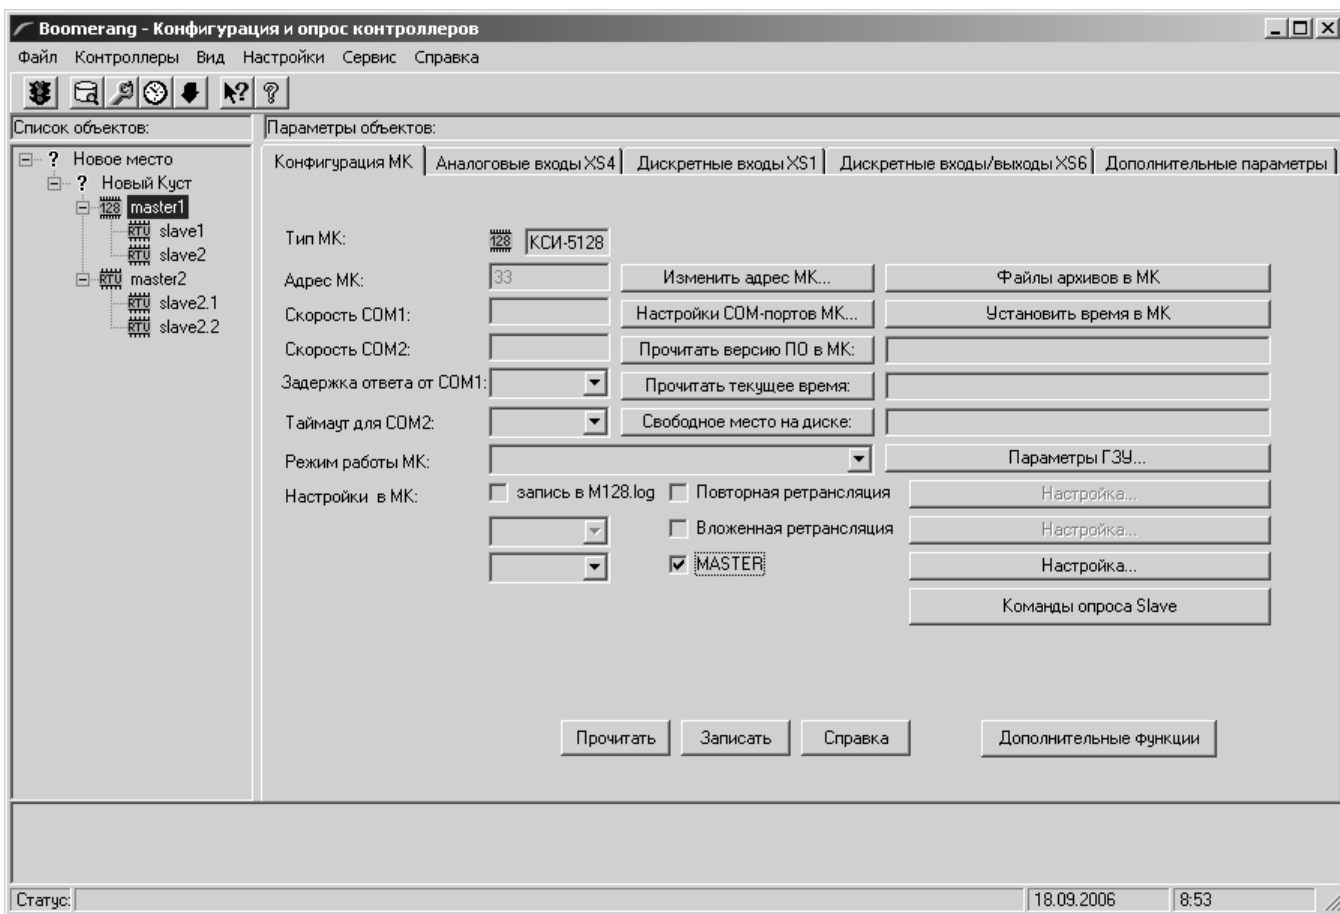 Boomerang - Конфигурация и опрос контроллеров
Файл Контроллеры Вид Настройки Сервис Справка
Список объектов:
Параметры объектов:
? Новое место
? Новый Куст
128 master1
RTU slave1
RTU slave2
RTU master2
RTU slave2.1
RTU slave2.2
Конфигурация МК Аналоговые входы XS4 Дискретные входы XS1 Дискретные входы/выходы XS6 Дополнительные параметры
Тип МК: 128 КСИ-5128
Адрес МК: 33 Изменить адрес МК... Файлы архивов в МК
Скорость COM1: Настройки COM-портов МК... Установить время в МК
Скорость COM2: Прочитать версию ПО в МК:
Задержка ответа от COM1: Прочитать текущее время:
Таймаут для COM2: Свободное место на диске:
Режим работы МК: Параметры ГЗУ...
Настройки в МК: запись в M128.log Повторная ретрансляция Настройка...
Вложенная ретрансляция Настройка...
MASTER Настройка...
Команды опроса Slave
Прочитать Записать Справка Дополнительные функции
Статус: 18.09.2006 8:53